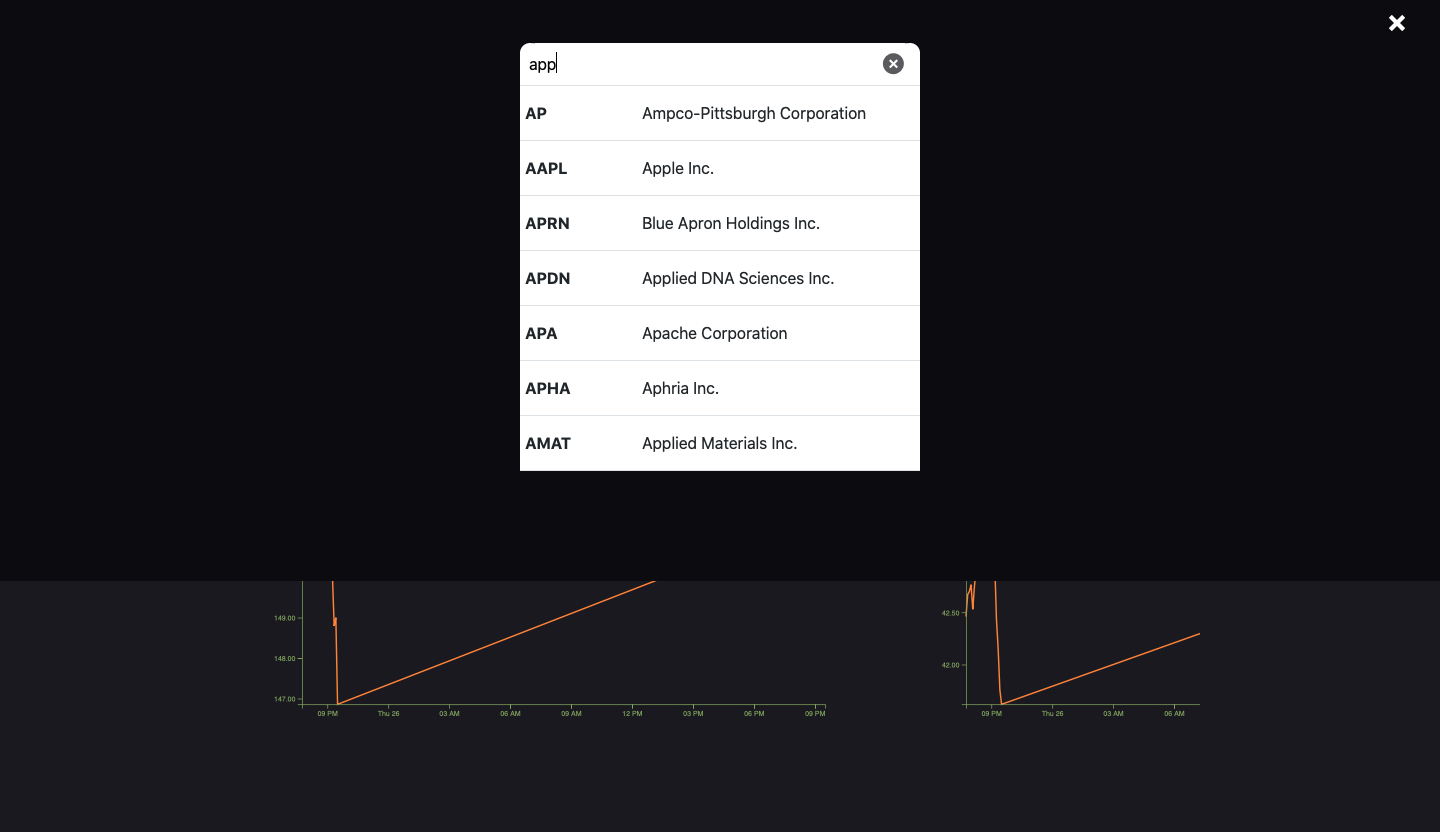 app
AP Ampco-Pittsburgh Corporation
AAPL Apple Inc.
APRN Blue Apron Holdings Inc.
APDN Applied DNA Sciences Inc.
APA Apache Corporation
APHA Aphria Inc.
AMAT Applied Materials Inc.
149.00
148.00
147.00
09 PM Thu 26 03 AM 06 AM 09 AM 12 PM 03 PM 06 PM 09 PM
42.50
42.00
09 PM Thu 26 03 AM 06 AM